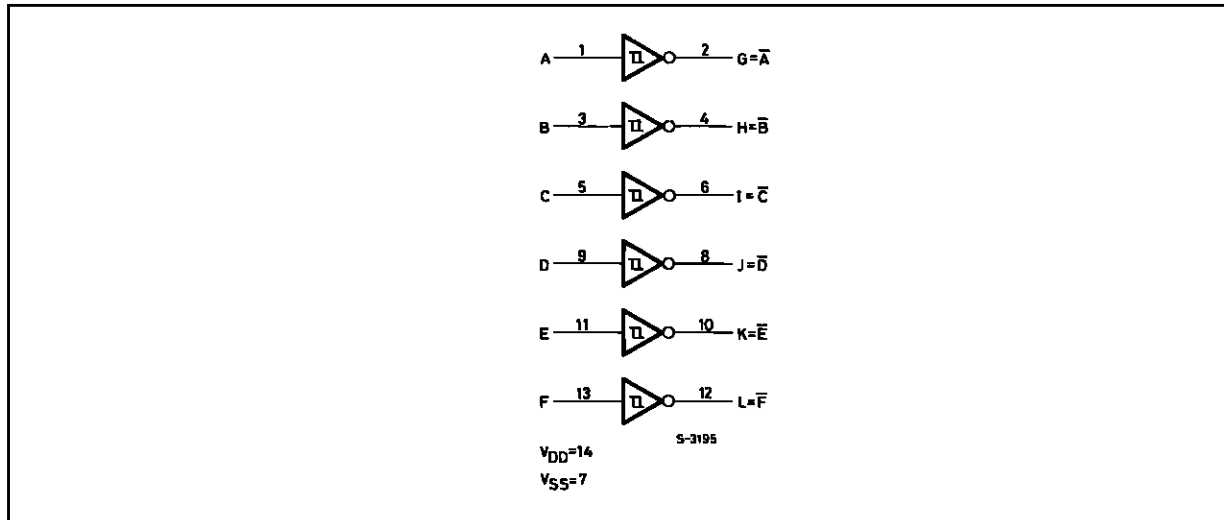 A 1 2 G=A̅
B 3 4 H=B̅
C 5 6 I=C̅
D 9 8 J=D̅
E 11 10 K=E̅
F 13 12 L=F̅
S-3195
VDD=14
VSS=7